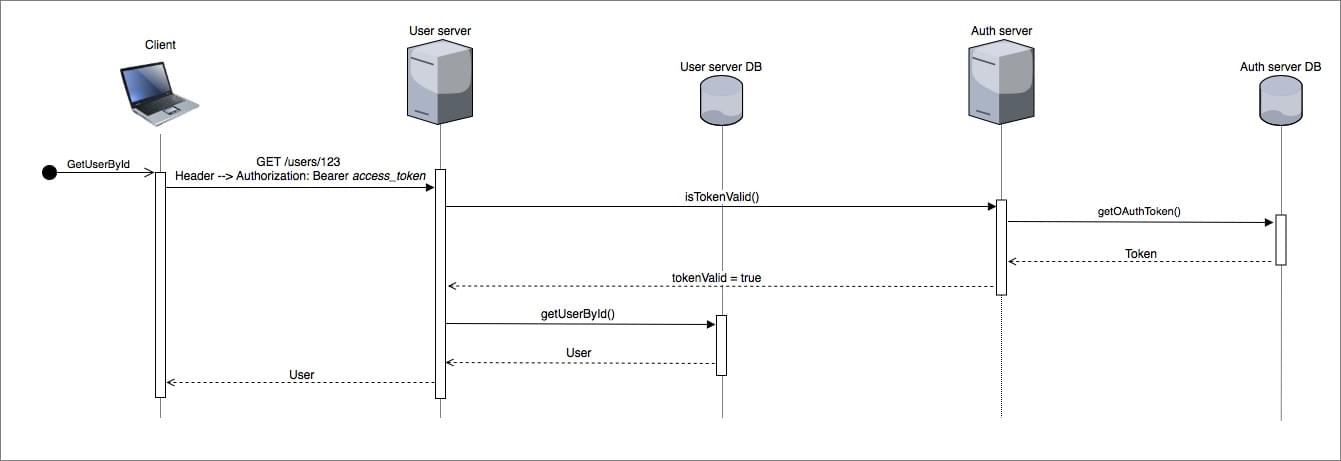 Client
User server
User server DB
Auth server
Auth server DB
GetUserById
GET /users/123
Header --> Authorization: Bearer access_token
isTokenValid()
getOAuthToken()
Token
tokenValid = true
getUserById()
User
User